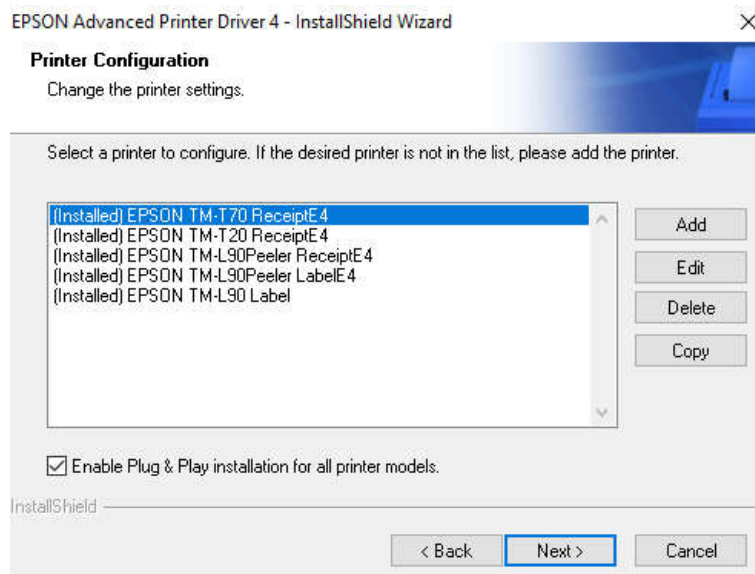 EPSON Advanced Printer Driver 4 - InstallShield Wizard
Printer Configuration
Change the printer settings.
Select a printer to configure. If the desired printer is not in the list, please add the printer.
(Installed) EPSON TM-T70 ReceiptE4
(Installed) EPSON TM-T20 ReceiptE4
(Installed) EPSON TM-L90Peeler ReceiptE4
(Installed) EPSON TM-L90Peeler LabelE4
(Installed) EPSON TM-L90 Label
Add
Edit
Delete
Copy
Enable Plug & Play installation for all printer models.
InstallShield
< Back
Next >
Cancel